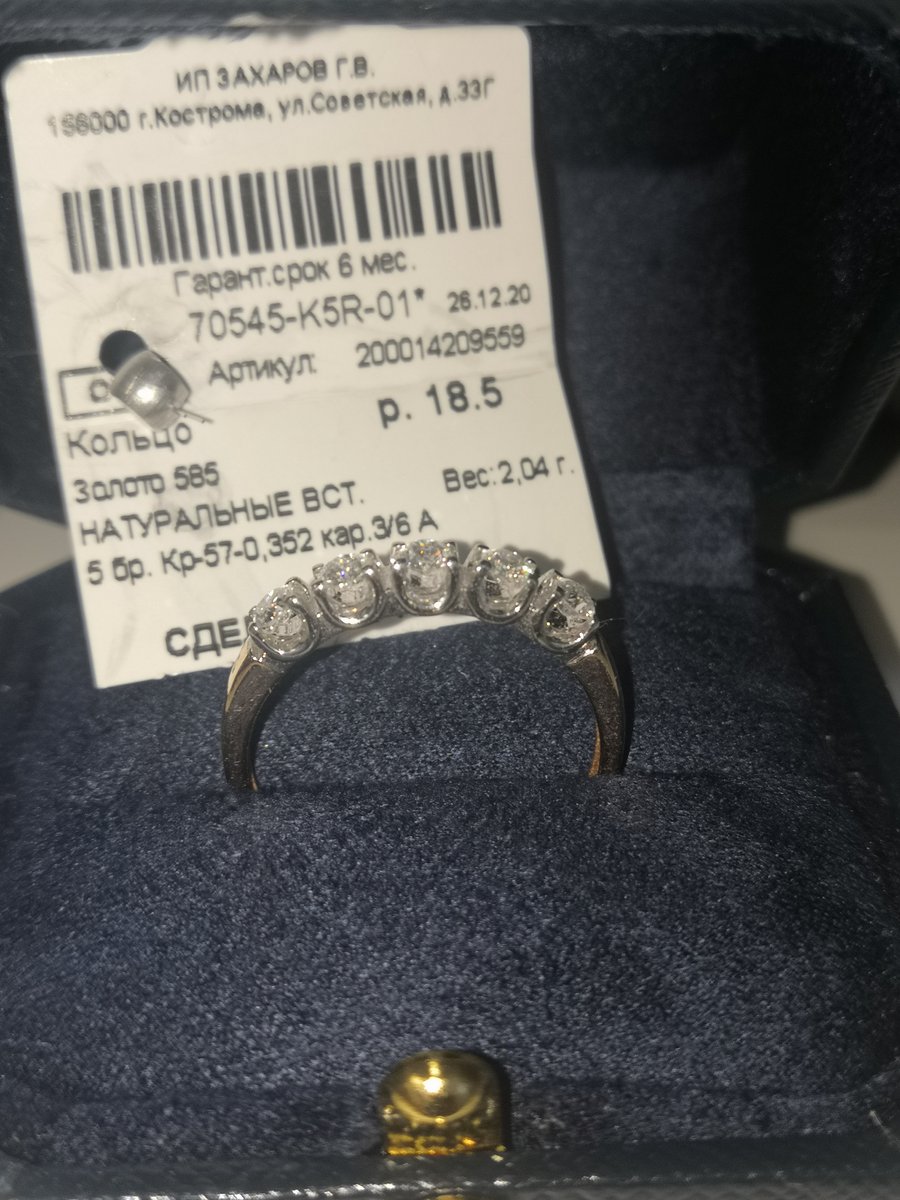 ИП ЗАХАРОВ Г.В.
156000 г.Кострома, ул.Советская, д.33Г
Гарант.срок 6 мес.
70545-K5R-01* 26.12.20
Артикул: 200014209559
р. 18.5
Кольцо
Золото 585 Вес:2,04 г.
НАТУРАЛЬНЫЕ ВСТ.
5 бр. Кр-57-0,352 кар.3/6 А